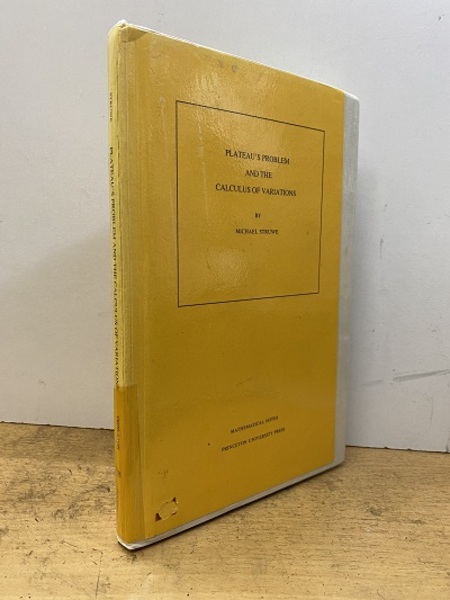 PLATEAU'S PROBLEM
AND THE
CALCULUS OF VARIATIONS
BY
MICHAEL STRUWE
MATHEMATICAL NOTES
PRINCETON UNIVERSITY PRESS
STRUWE
PLATEAU'S PROBLEM AND THE CALCULUS OF VARIATIONS